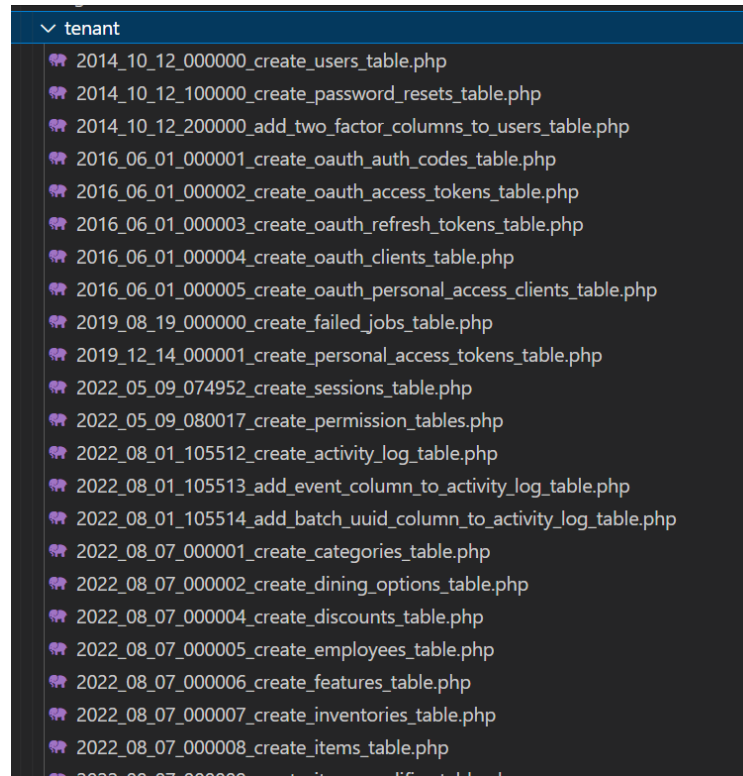 tenant
2014_10_12_000000_create_users_table.php
2014_10_12_100000_create_password_resets_table.php
2014_10_12_200000_add_two_factor_columns_to_users_table.php
2016_06_01_000001_create_oauth_auth_codes_table.php
2016_06_01_000002_create_oauth_access_tokens_table.php
2016_06_01_000003_create_oauth_refresh_tokens_table.php
2016_06_01_000004_create_oauth_clients_table.php
2016_06_01_000005_create_oauth_personal_access_clients_table.php
2019_08_19_000000_create_failed_jobs_table.php
2019_12_14_000001_create_personal_access_tokens_table.php
2022_05_09_074952_create_sessions_table.php
2022_05_09_080017_create_permission_tables.php
2022_08_01_105512_create_activity_log_table.php
2022_08_01_105513_add_event_column_to_activity_log_table.php
2022_08_01_105514_add_batch_uuid_column_to_activity_log_table.php
2022_08_07_000001_create_categories_table.php
2022_08_07_000002_create_dining_options_table.php
2022_08_07_000004_create_discounts_table.php
2022_08_07_000005_create_employees_table.php
2022_08_07_000006_create_features_table.php
2022_08_07_000007_create_inventories_table.php
2022_08_07_000008_create_items_table.php